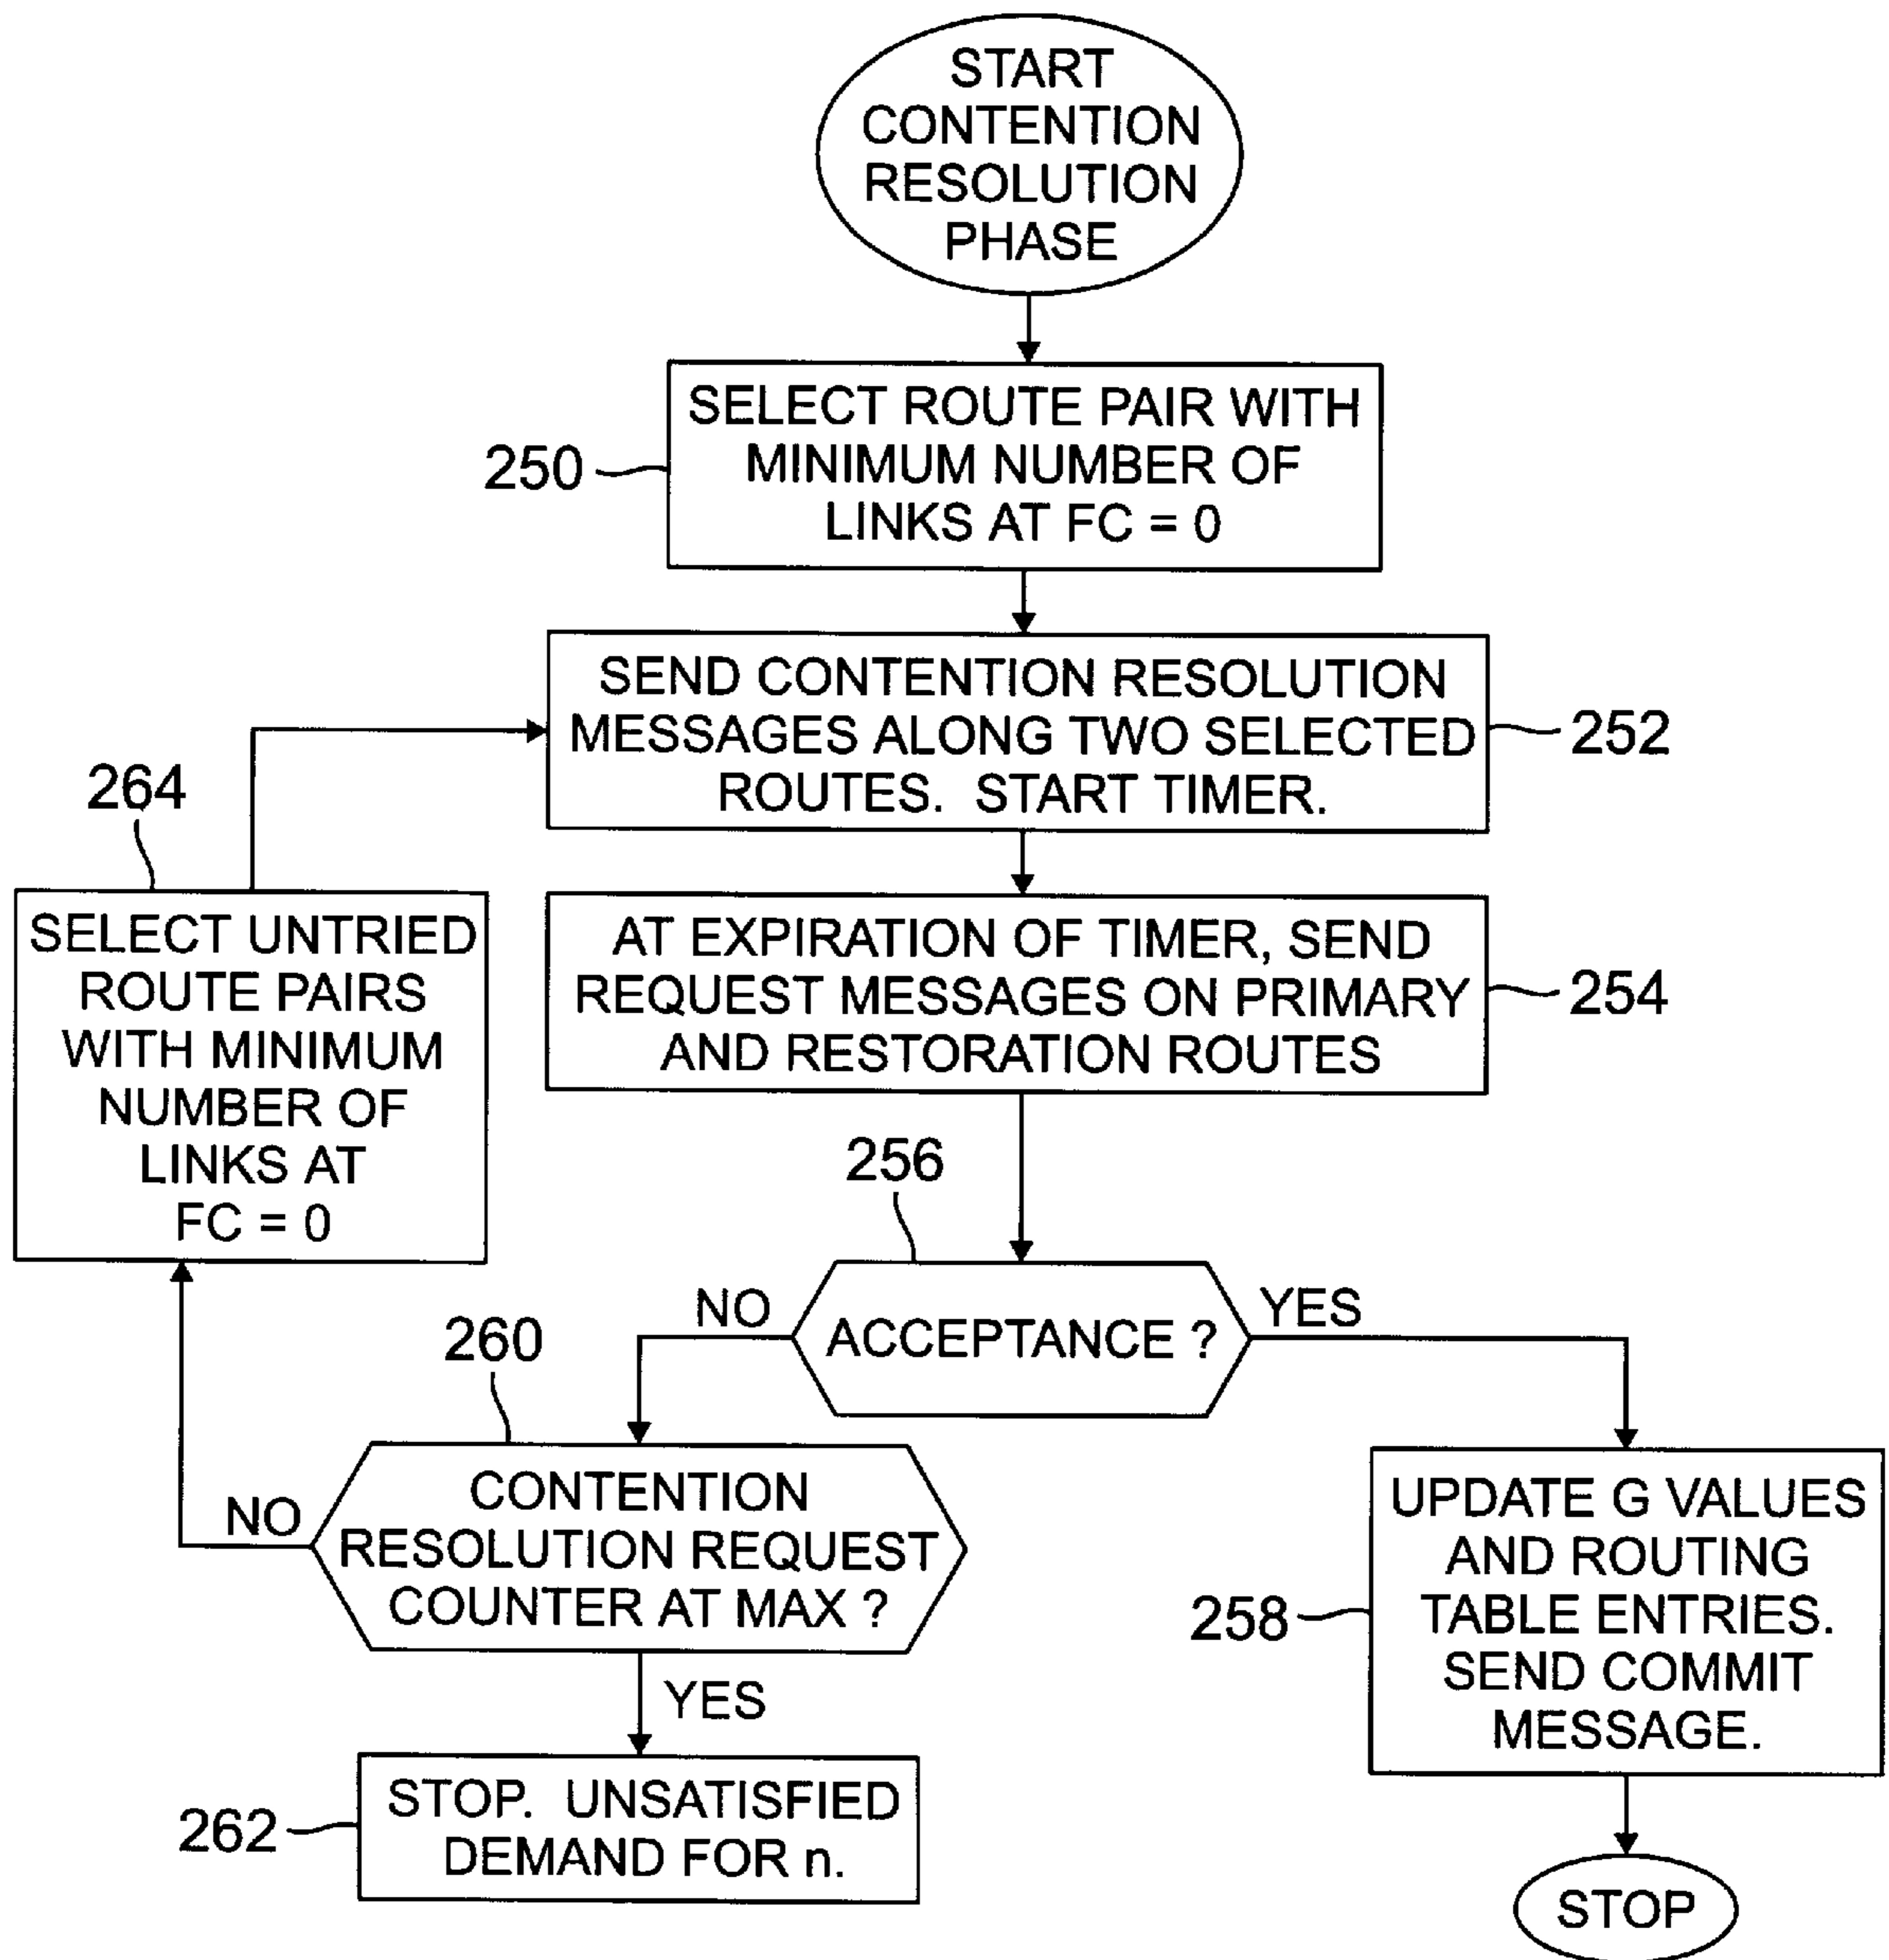 START
CONTENTION
RESOLUTION
PHASE
250
SELECT ROUTE PAIR WITH
MINIMUM NUMBER OF
LINKS AT FC = 0
SEND CONTENTION RESOLUTION
MESSAGES ALONG TWO SELECTED
ROUTES. START TIMER.
252
264
SELECT UNTRIED
ROUTE PAIRS
WITH MINIMUM
NUMBER OF
LINKS AT
FC = 0
AT EXPIRATION OF TIMER, SEND
REQUEST MESSAGES ON PRIMARY
AND RESTORATION ROUTES
254
256
NO
ACCEPTANCE ?
YES
260
NO
CONTENTION
RESOLUTION REQUEST
COUNTER AT MAX ?
YES
258
UPDATE G VALUES
AND ROUTING
TABLE ENTRIES.
SEND COMMIT
MESSAGE.
262
STOP. UNSATISFIED
DEMAND FOR n.
STOP